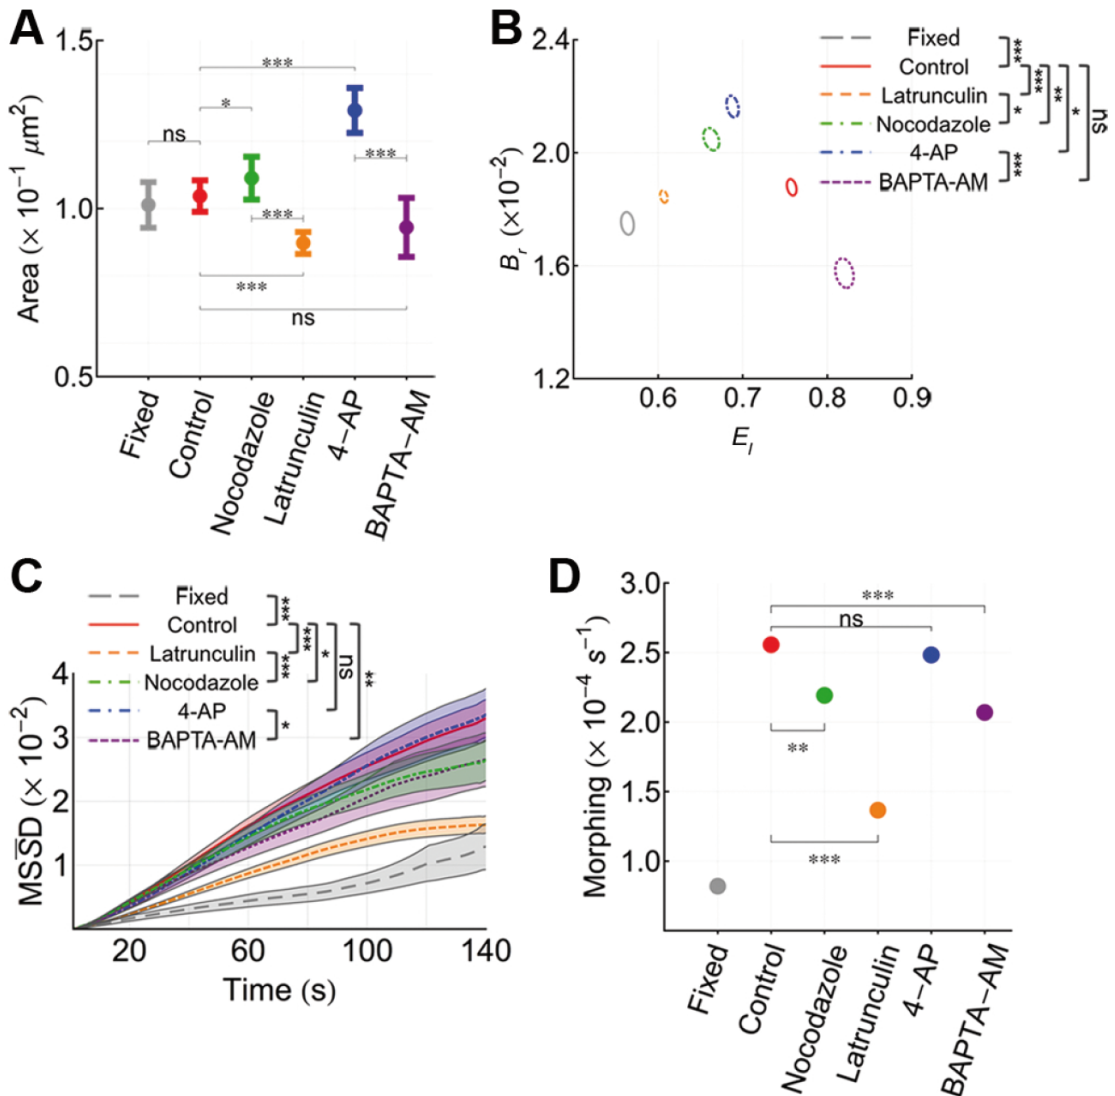 A
Area (× 10⁻¹ μm²)
1.5
1.0
0.5
***
*
ns
***
***
***
ns
Fixed
Control
Nocodazole
Latrunculin
4–AP
BAPTA–AM
B
Bᵣ (×10⁻²)
2.4
2.0
1.6
1.2
0.6
0.7
0.8
0.9
E_l
Fixed
Control
Latrunculin
Nocodazole
4-AP
BAPTA-AM
***
***
*
**
*
***
ns
C
Fixed
Control
Latrunculin
Nocodazole
4-AP
BAPTA-AM
***
***
***
*
ns
**
*
MSS̅D (× 10⁻²)
4
3
2
1
20
60
100
140
Time (s)
D
Morphing (× 10⁻⁴ s⁻¹)
3.0
2.5
2.0
1.5
1.0
***
ns
**
***
Fixed
Control
Nocodazole
Latrunculin
4–AP
BAPTA–AM